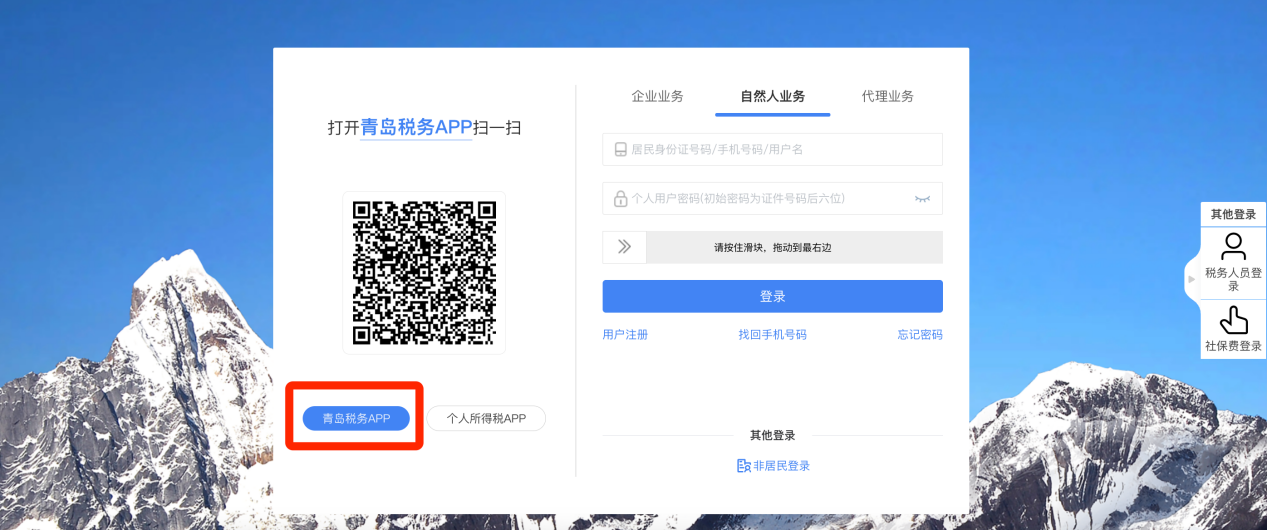 打开青岛税务APP扫一扫
青岛税务APP
个人所得税APP
企业业务
自然人业务
代理业务
居民身份证号码/手机号码/用户名
个人用户密码(初始密码为证件号码后六位)
请按住滑块，拖动到最右边
登录
用户注册
找回手机号码
忘记密码
其他登录
非居民登录
其他登录
税务人员登
录
社保费登录